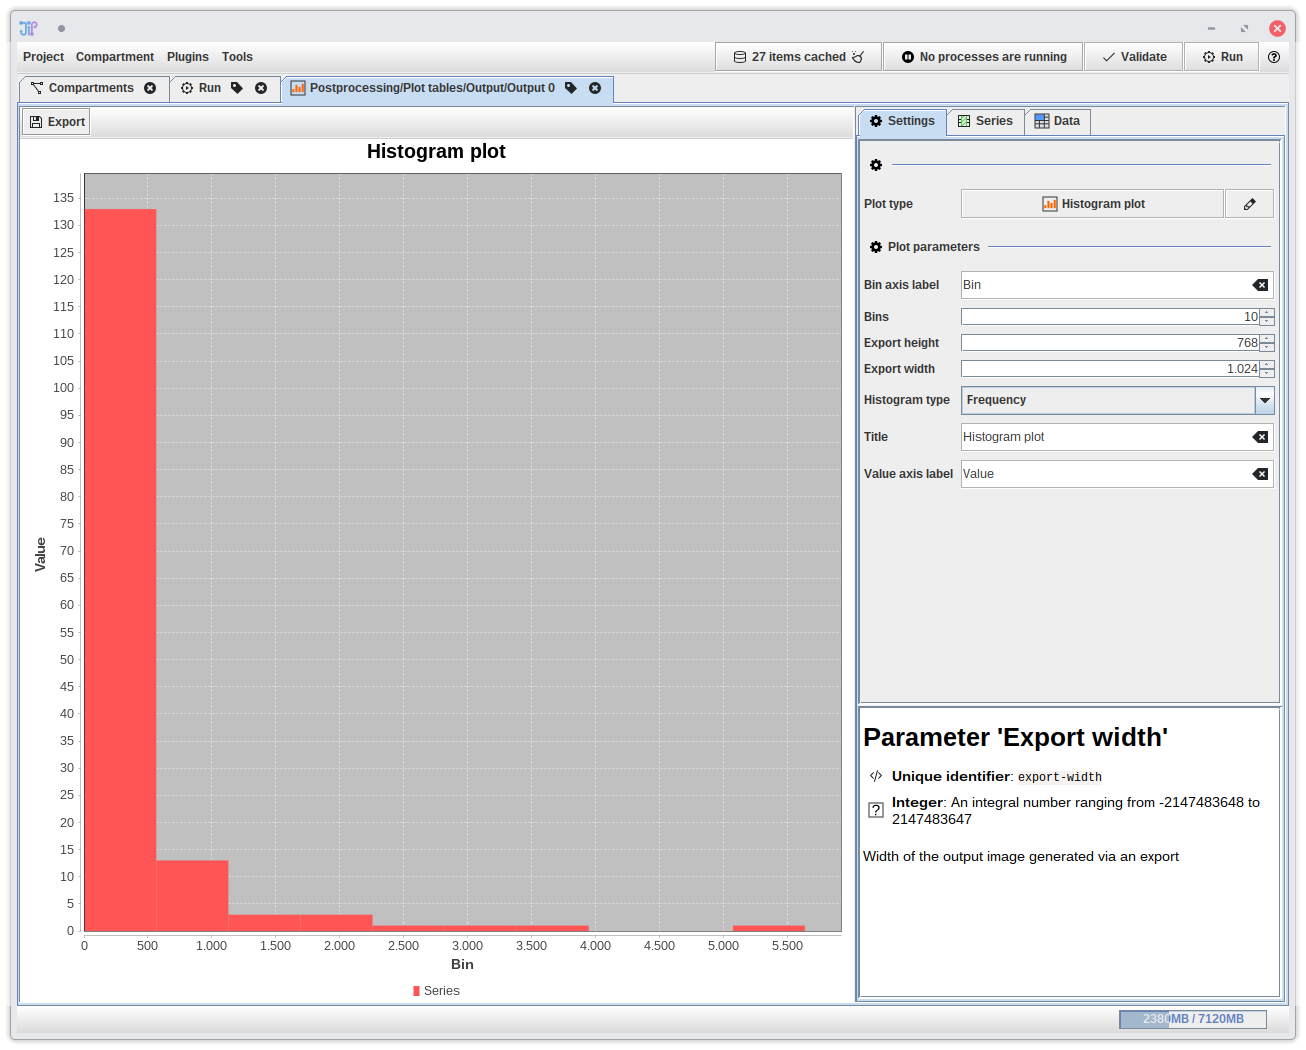 JIP
Project Compartment Plugins Tools 27 items cached No processes are running Validate Run
Compartments Run Postprocessing/Plot tables/Output/Output 0
Export
Histogram plot
135
130
125
120
115
110
105
100
95
90
85
80
75
70
65
60
55
50
45
40
35
30
25
20
15
10
5
0
Value
0 500 1.000 1.500 2.000 2.500 3.000 3.500 4.000 4.500 5.000 5.500
Bin
Series
Settings Series Data
Plot type Histogram plot
Plot parameters
Bin axis label Bin
Bins 10
Export height 768
Export width 1.024
Histogram type Frequency
Title Histogram plot
Value axis label Value
Parameter 'Export width'
</> Unique identifier: export-width
? Integer: An integral number ranging from -2147483648 to
2147483647
Width of the output image generated via an export
2380MB / 7120MB